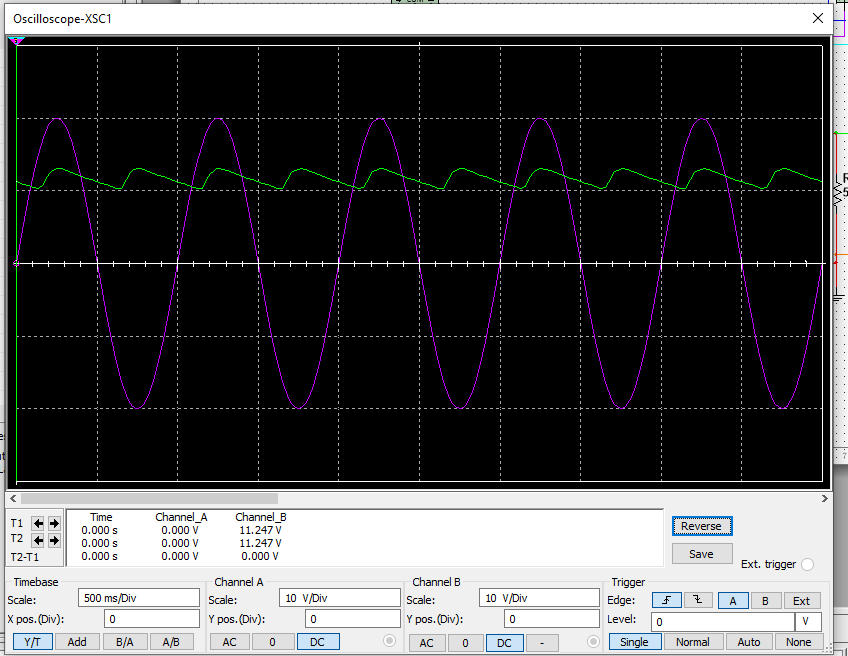 Oscilloscope-XSC1
Time Channel_A Channel_B
T1 0.000 s 0.000 V 11.247 V
T2 0.000 s 0.000 V 11.247 V
T2-T1 0.000 s 0.000 V 0.000 V
Reverse
Save
Ext. trigger
Timebase
Scale: 500 ms/Div
X pos.(Div): 0
Y/T Add B/A A/B
Channel A
Scale: 10 V/Div
Y pos.(Div): 0
AC 0 DC
Channel B
Scale: 10 V/Div
Y pos.(Div): 0
AC 0 DC -
Trigger
Edge: A B Ext
Level: 0 V
Single Normal Auto None
R
5